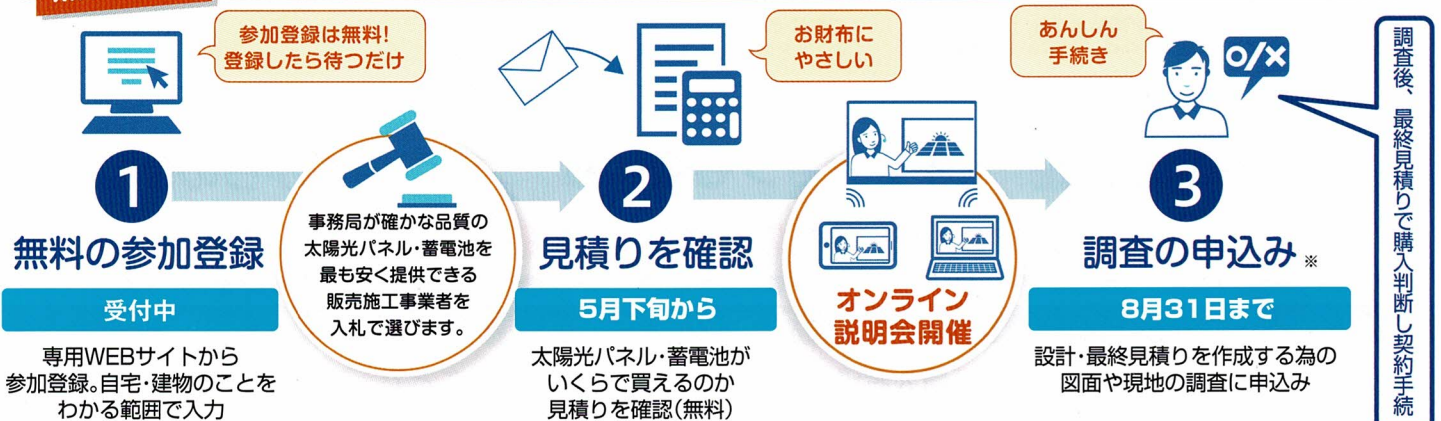 参加登録は無料!
登録したら待つだけ
1
無料の参加登録
受付中
専用WEBサイトから
参加登録。自宅・建物のことを
わかる範囲で入力
事務局が確かな品質の
太陽光パネル・蓄電池を
最も安く提供できる
販売施工事業者を
入札で選びます。
お財布に
やさしい
2
見積りを確認
5月下旬から
太陽光パネル・蓄電池が
いくらで買えるのか
見積りを確認(無料)
オンライン
説明会開催
あんしん
手続き
O/X
3
調査の申込み※
8月31日まで
設計・最終見積りを作成する為の
図面や現地の調査に申込み
調査後、最終見積りで購入判断し契約手続